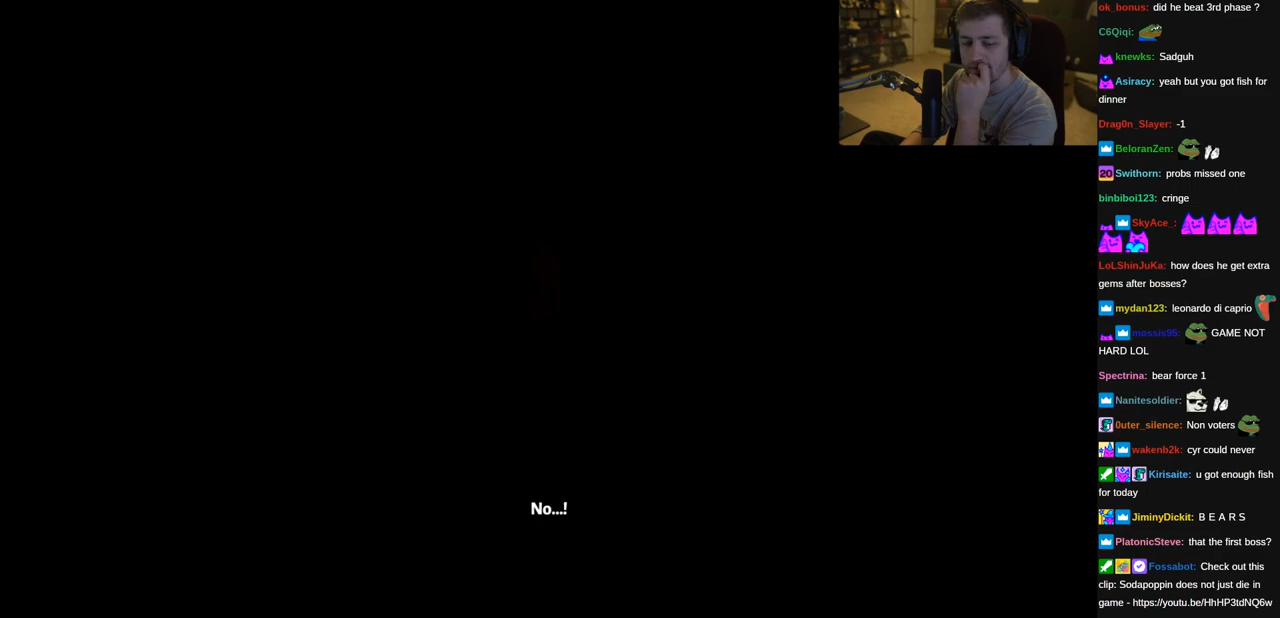 ok_bonus: did he beat 3rd phase ?
C6Qiqi:
knewks: Sadguh
Asiracy: yeah but you got fish for
dinner
Drag0n_Slayer: -1
BeloranZen:
20 Swithorn: probs missed one
binbiboi123: cringe
SkyAce_:
LoLShinJuKa: how does he get extra
gems after bosses?
mydan123: leonardo di caprio
møssis95: GAME NOT
HARD LOL
Spectrina: bear force 1
Nanitesoldier:
0uter_silence: Non voters
wakenb2k: cyr could never
Kirisaite: u got enough fish
for today
No...!
JiminyDickit: B E A R S
PlatonicSteve: that the first boss?
Fossabot: Check out this
clip: Sodapoppin does not just die in
game - https://youtu.be/HhHP3tdNQ6w